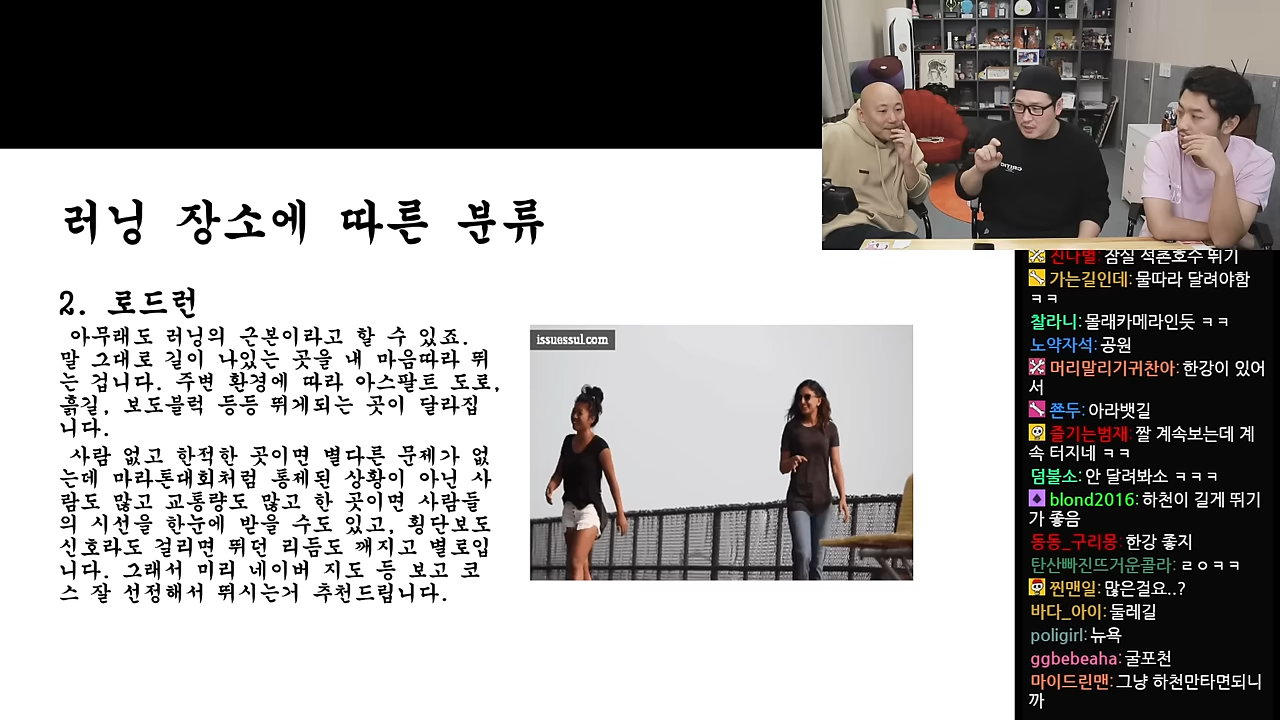 러닝 장소에 따른 분류
2. 로드런
아무래도 러닝의 근본이라고 할 수 있죠.
말 그대로 길이 나있는 곳을 내 마음따라 뛰
는 겁니다. 주변 환경에 따라 아스팔트 도로,
흙길, 보도블럭 등등 뛰게되는 곳이 달라집
니다.
사람 없고 한적한 곳이면 별다른 문제가 없
는데 마라톤대회처럼 통제된 상황이 아닌 사
람도 많고 교통량도 많고 한 곳이면 사람들
의 시선을 한눈에 받을 수도 있고, 횡단보도
신호라도 걸리면 뛰던 리듬도 깨지고 별로입
니다. 그래서 미리 네이버 지도 등 보고 코
스 잘 선정해서 뛰시는거 추천드립니다.
issuessul.com
진나별: 잠실 석촌호수 뛰기
가는길인데: 물따라 달려야함
ㅋㅋ
찰라니: 몰래카메라인듯 ㅋㅋ
노약자석: 공원
머리말리기귀찬아: 한강이 있어
서
쫀두: 아라뱃길
즐기는범재: 짤 계속보는데 계
속 터지네 ㅋㅋ
덤불소: 안 달려봐소 ㅋㅋㅋ
blond2016: 하천이 길게 뛰기
가 좋음
동동_구리몽: 한강 좋지
탄산빠진뜨거운콜라: ㄹㅇㅋㅋ
찐맨일: 많은걸요..?
바다_아이: 둘레길
poligirl: 뉴욕
ggbebeaha: 굴포천
마이드린맨: 그냥 하천만타면되니
까